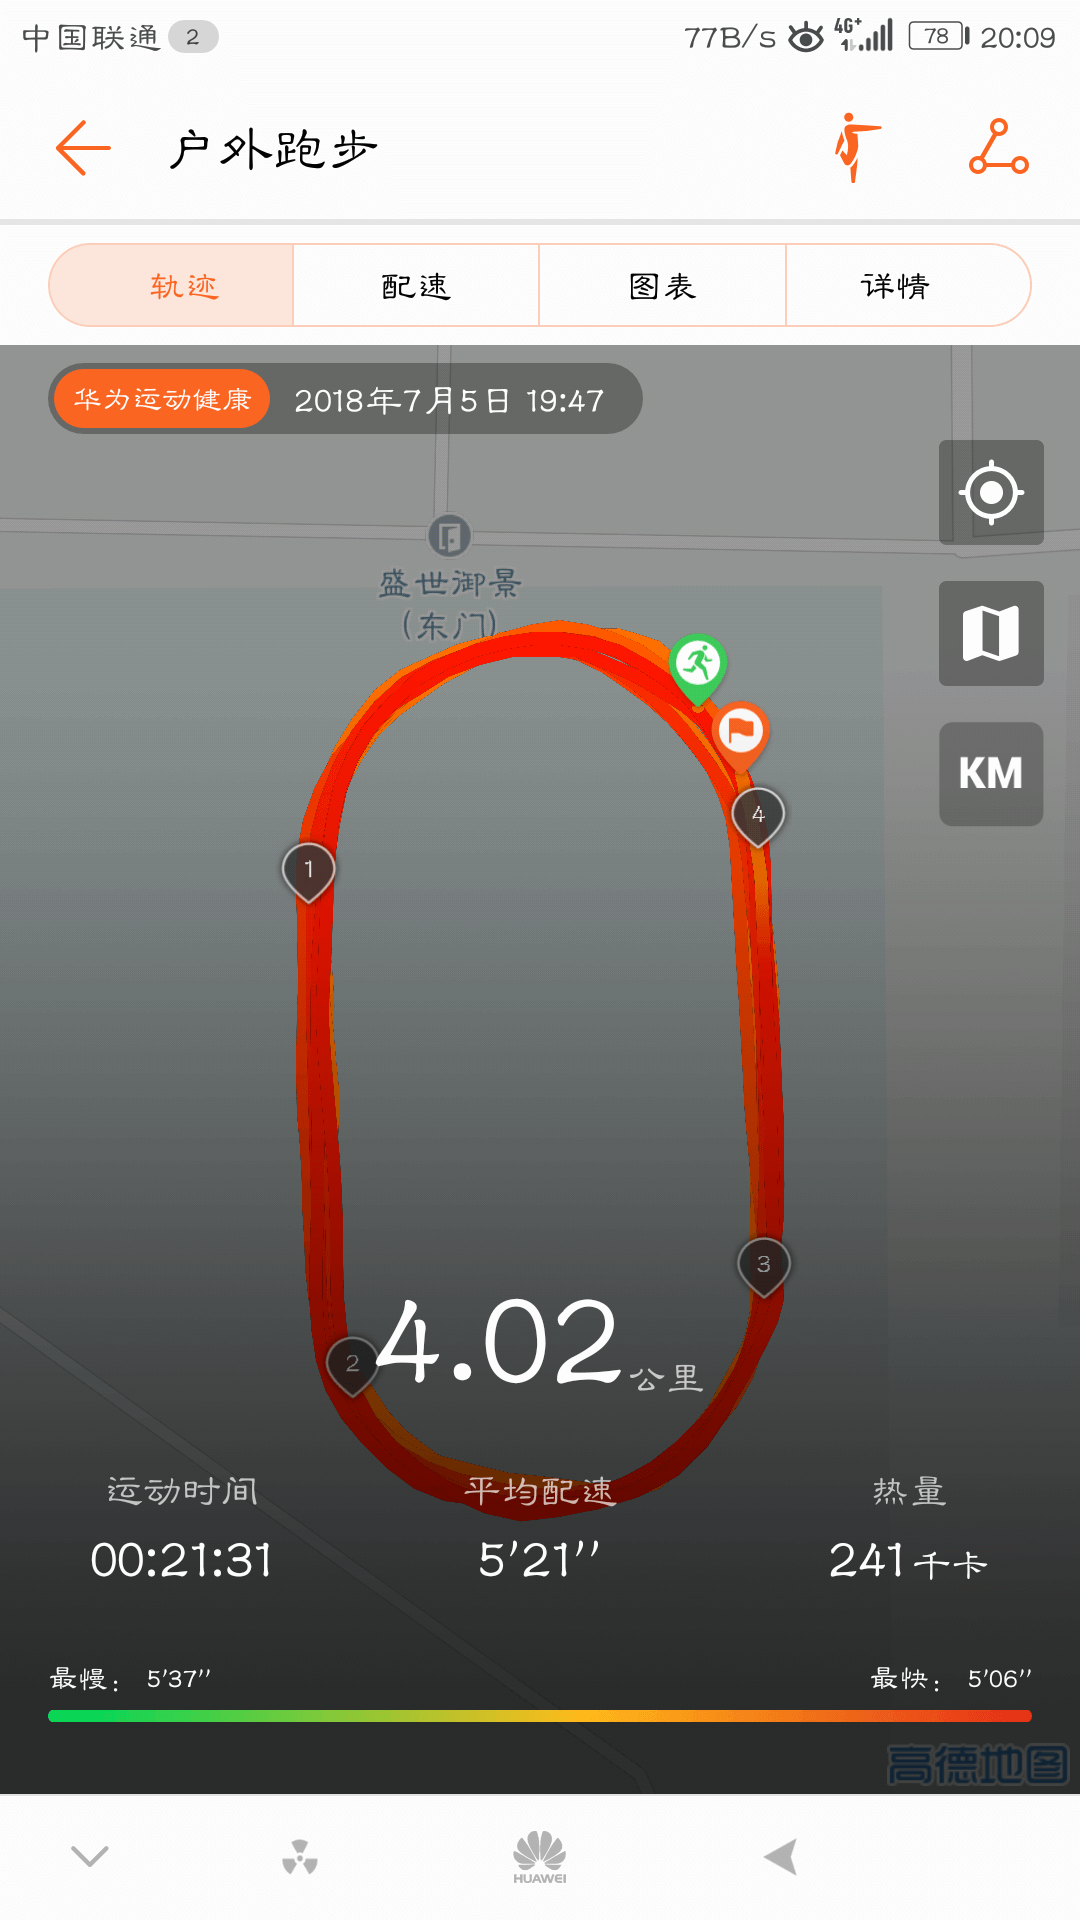 中国联通 2 77B/s 4G+ 78 20:09
户外跑步
轨迹 配速 图表 详情
华为运动健康 2018年7月5日 19:47
盛世御景
(东门)
KM
4
1
3
2
4.02公里
运动时间 平均配速 热量
00:21:31 5'21'' 241千卡
最慢： 5'37'' 最快： 5'06''
高德地图
HUAWEI